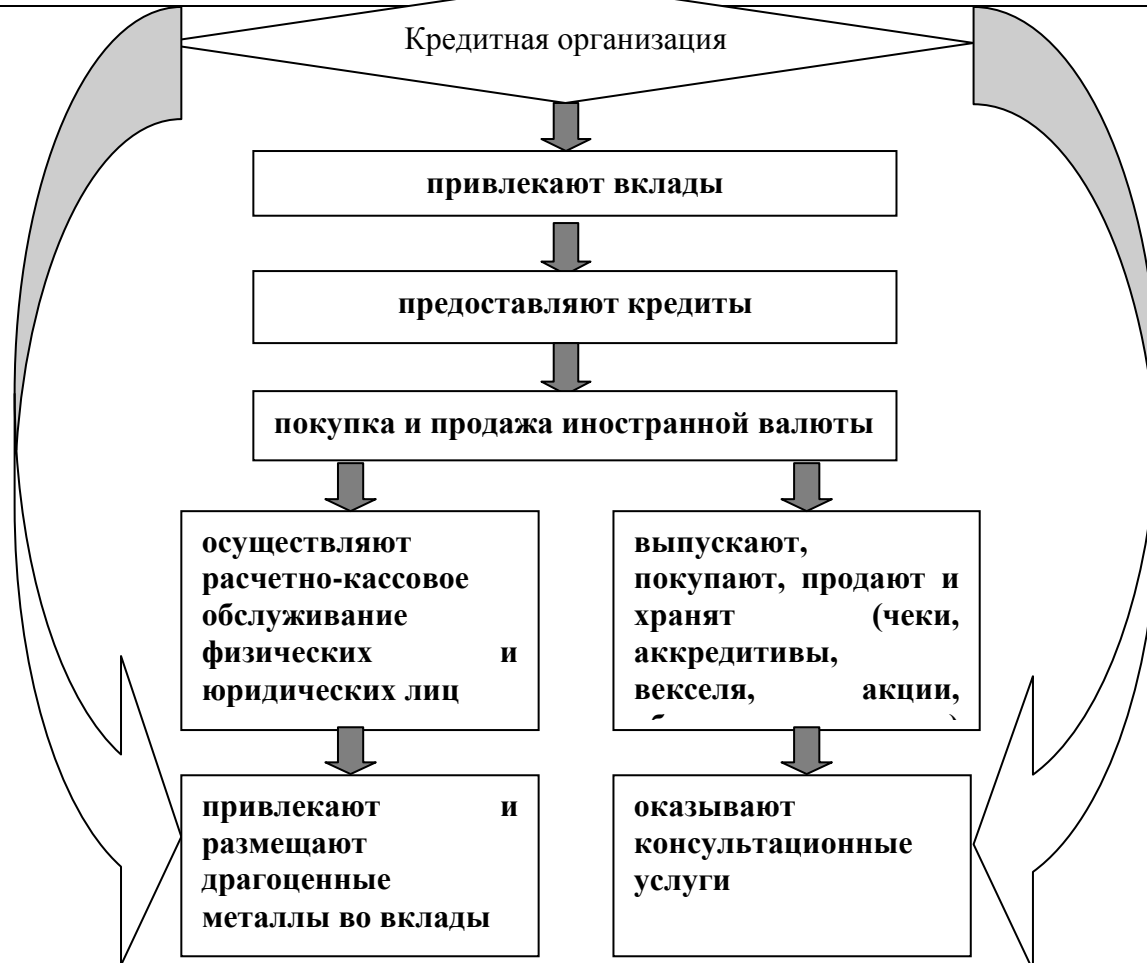 Кредитная организация
привлекают вклады
предоставляют кредиты
покупка и продажа иностранной валюты
осуществляют
расчетно-кассовое
обслуживание
физических и
юридических лиц
выпускают,
покупают, продают и
хранят (чеки,
аккредитивы,
векселя, акции,
привлекают и
размещают
драгоценные
металлы во вклады
оказывают
консультационные
услуги